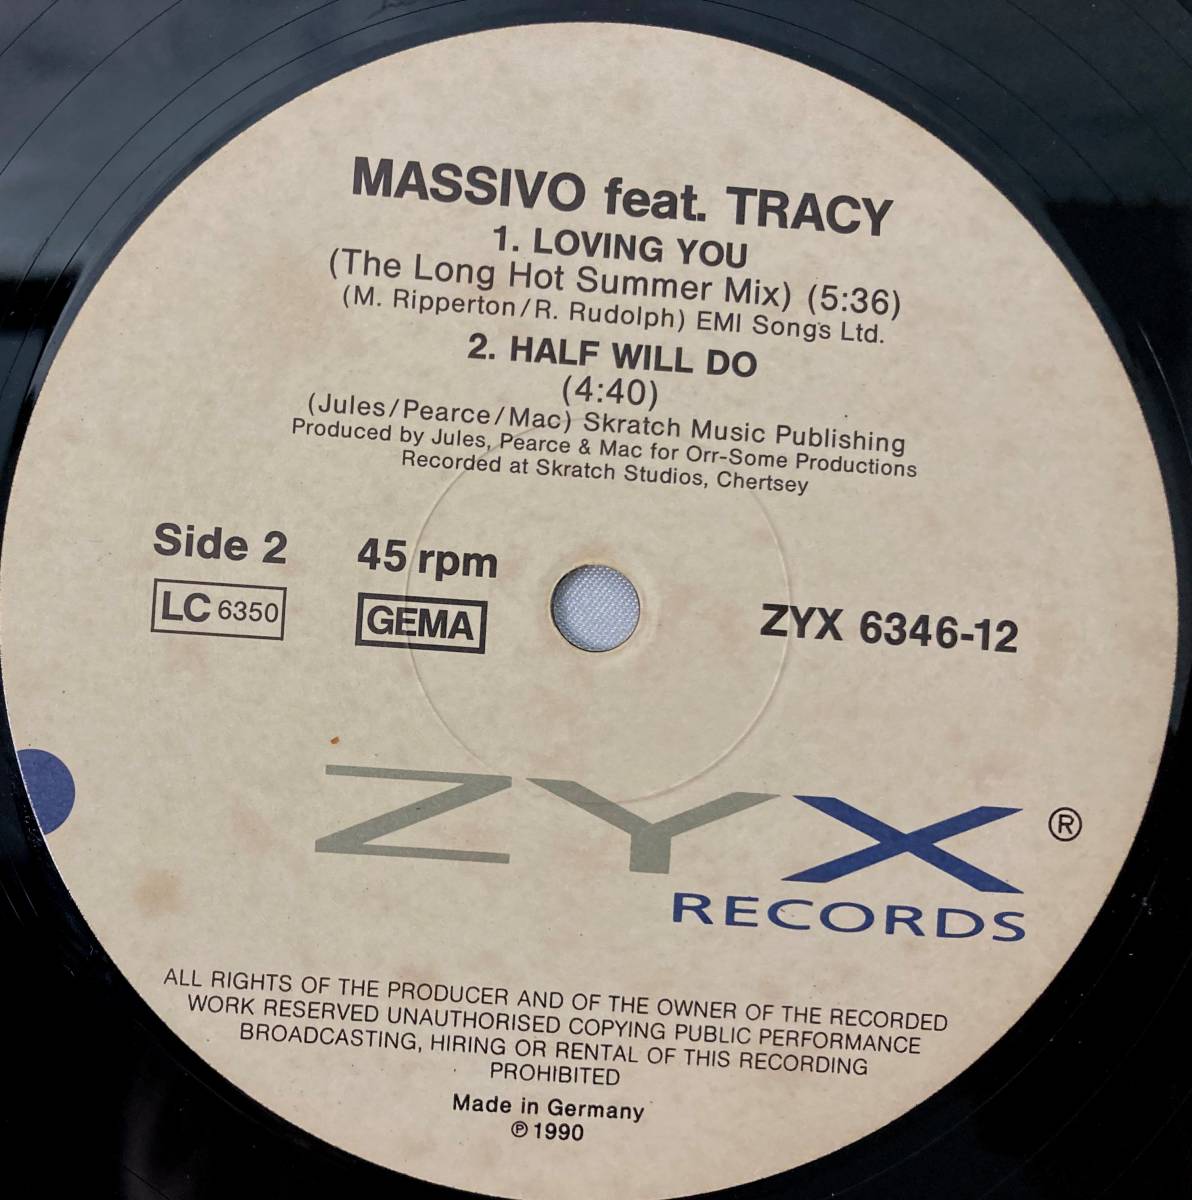 MASSIVO feat. TRACY
1. LOVING YOU
(The Long Hot Summer Mix) (5:36)
(M. Ripperton/R. Rudolph) EMI Songs Ltd.
2. HALF WILL DO
(4:40)
(Jules/Pearce/Mac) Skratch Music Publishing
Produced by Jules, Pearce & Mac for Orr-Some Productions
Recorded at Skratch Studios, Chertsey
Side 2 45 rpm
LC 6350 GEMA ZYX 6346-12
ZYX ®
RECORDS
ALL RIGHTS OF THE PRODUCER AND OF THE OWNER OF THE RECORDED
WORK RESERVED UNAUTHORISED COPYING PUBLIC PERFORMANCE
BROADCASTING, HIRING OR RENTAL OF THIS RECORDING
PROHIBITED
Made in Germany
℗ 1990